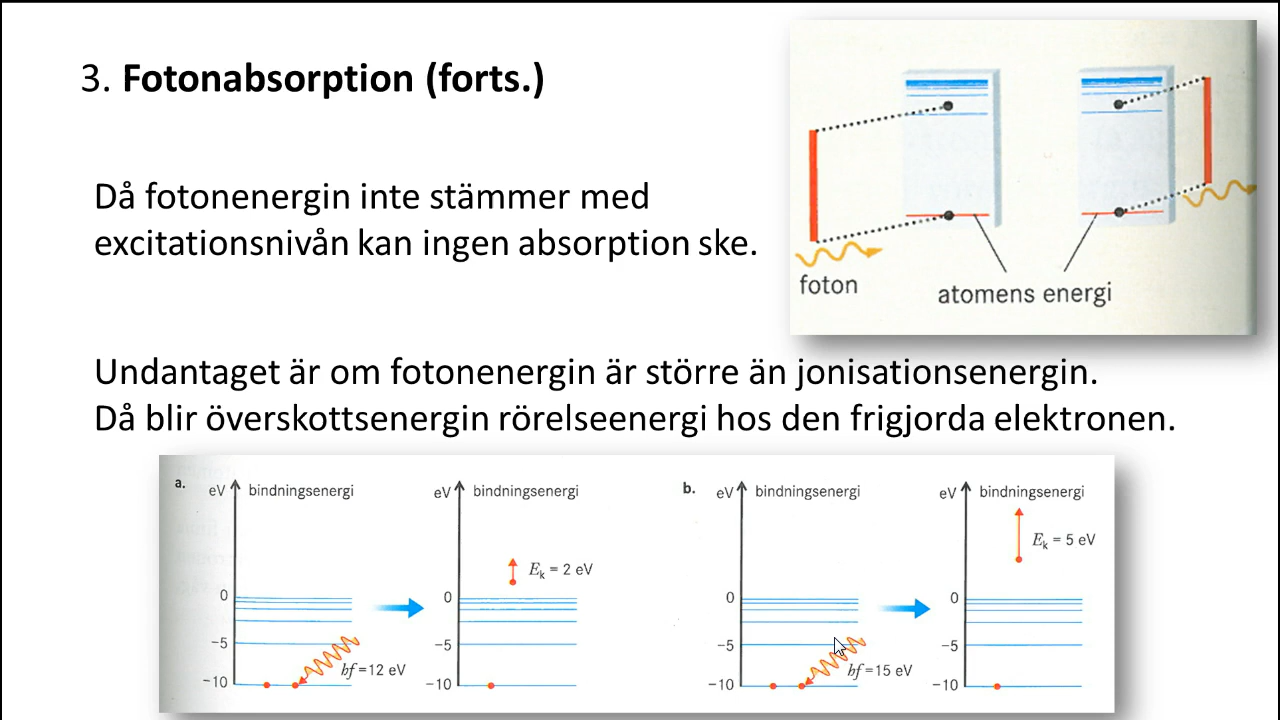 3. Fotonabsorption (forts.)
Då fotonenergin inte stämmer med
excitationsnivån kan ingen absorption ske.
foton
atomens energi
Undantaget är om fotonenergin är större än jonisationsenergin.
Då blir överskottsenergin rörelseenergi hos den frigjorda elektronen.
a.
eV bindningsenergi
0
−5
−10
hf = 12 eV
eV bindningsenergi
Ek = 2 eV
0
−5
−10
b.
eV bindningsenergi
0
−5
−10
hf = 15 eV
eV bindningsenergi
Ek = 5 eV
0
−5
−10